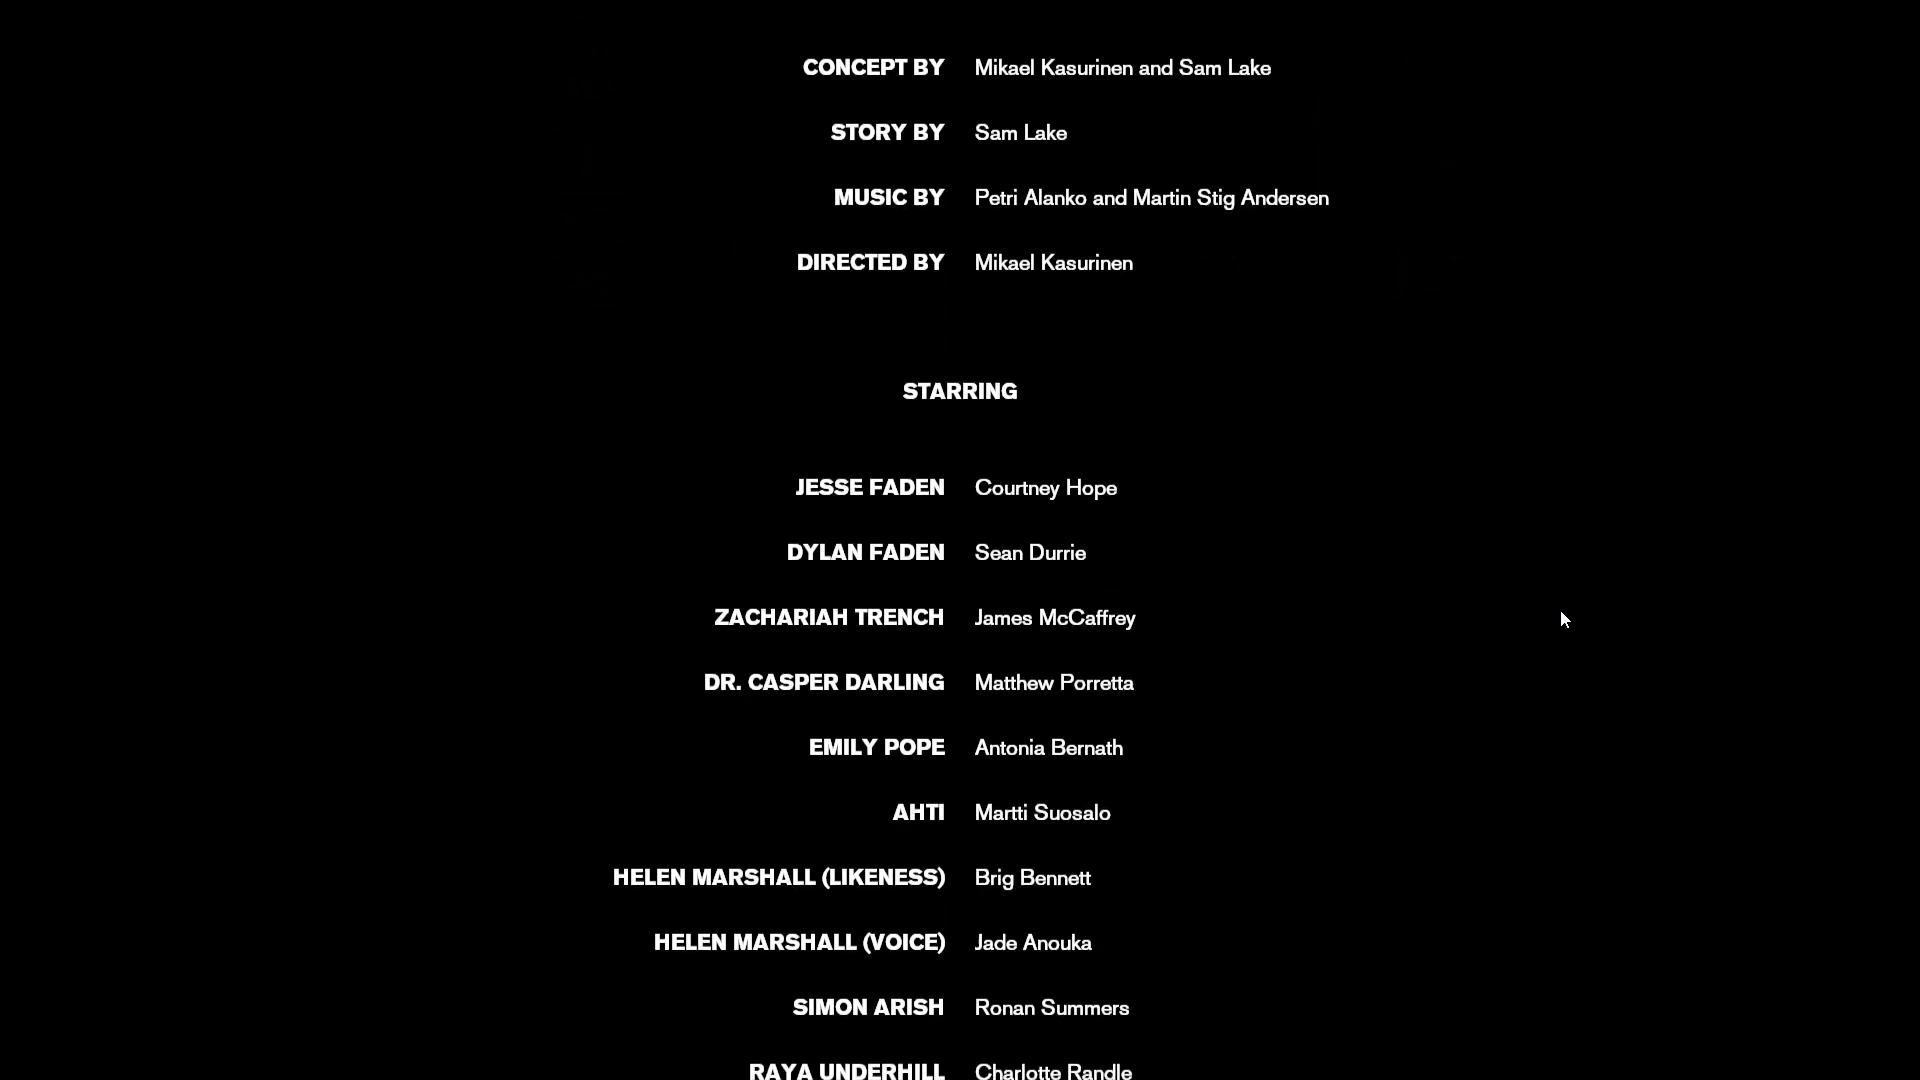 CONCEPT BY Mikael Kasurinen and Sam Lake
STORY BY Sam Lake
MUSIC BY Petri Alanko and Martin Stig Andersen
DIRECTED BY Mikael Kasurinen
STARRING
JESSE FADEN Courtney Hope
DYLAN FADEN Sean Durrie
ZACHARIAH TRENCH James McCaffrey
DR. CASPER DARLING Matthew Porretta
EMILY POPE Antonia Bernath
AHTI Martti Suosalo
HELEN MARSHALL (LIKENESS) Brig Bennett
HELEN MARSHALL (VOICE) Jade Anouka
SIMON ARISH Ronan Summers
RAYA UNDERHILL Charlotte Randle